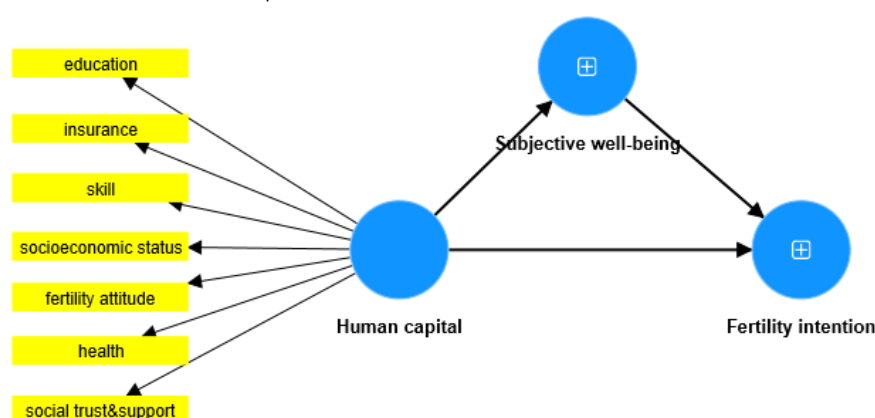 education
insurance
skill
socioeconomic status
fertility attitude
health
social trust&support
Subjective well-being
Human capital
Fertility intention